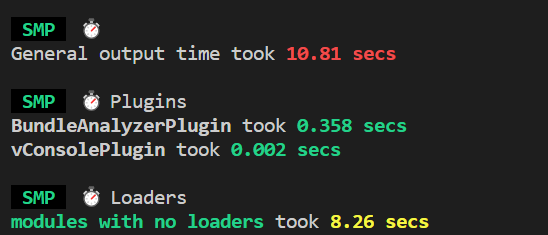 SMP ⏱
General output time took 10.81 secs
SMP ⏱ Plugins
BundleAnalyzerPlugin took 0.358 secs
vConsolePlugin took 0.002 secs
SMP ⏱ Loaders
modules with no loaders took 8.26 secs